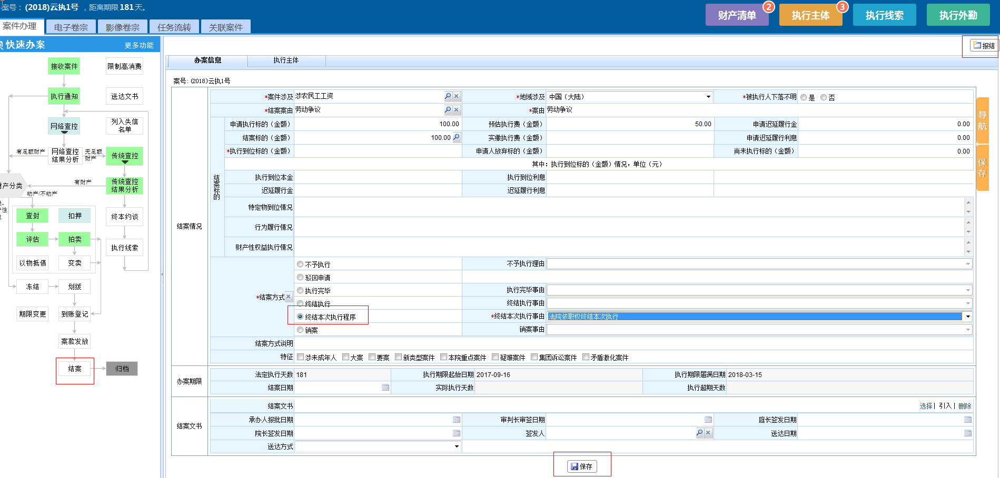 案号：(2018)云执1号 ，距离期限181天。
财产清单 2
执行主体 3
执行线索
执行外勤
案件办理 电子卷宗 影像卷宗 任务流转 关联案件
快速办案 更多功能
接收案件 限制高消费
执行通知 送达文书
网络查控 列入失信
名单
有足额财产 网络查控
结果分析 无足额
财产 传统查控
财产分类 有财产 传统查控
结果分析
动产/不动产
查封 扣押 终本约谈
评估 拍卖 执行线索
以物抵债 变卖
冻结 划拨
期限变更 到账登记
案款发放
结案 归档
报结
办案信息 执行主体
案号:(2018)云执1号
结案情况
*案件涉及 涉农民工工资 *地域涉及 中国（大陆） *被执行人下落不明 是 否
*结案案由 劳动争议 *案由 劳动争议
结案标的
申请执行标的（金额） 100.00 预估执行费（金额） 50.00 申请迟延履行金 0.00
结案标的（金额） 100.00 实缴执行费（金额） 申请迟延履行利息 0.00
*执行到位标的（金额） 申请人放弃标的（金额） 尚未执行标的（金额） 0.00
其中：执行到位标的（金额）情况，单位（元）
执行到位本金 执行到位利息
迟延履行金 迟延履行利息
特定物到位情况
行为履行情况
财产性权益执行情况
*结案方式
不予执行 不予执行理由
驳回申请
执行完毕 执行完毕事由
终结执行 终结执行事由
终结本次执行程序 *终结本次执行事由 法院依职权终结本次执行
销案 销案事由
结案方式说明
特征 涉未成年人 大案 要案 新类型案件 本院重点案件 疑难案件 集团诉讼案件 矛盾激化案件
办案期限
法定执行天数 181 执行期限起始日期 2017-09-16 执行期限届满日期 2018-03-15
结案日期 实际执行天数 执行超期天数
结案文书
结案文书 选择| 引入| 删除
承办人报批日期 审判长审签日期 庭长签发日期
院长签发日期 签发人 送达日期
送达方式
保存
导航
保存